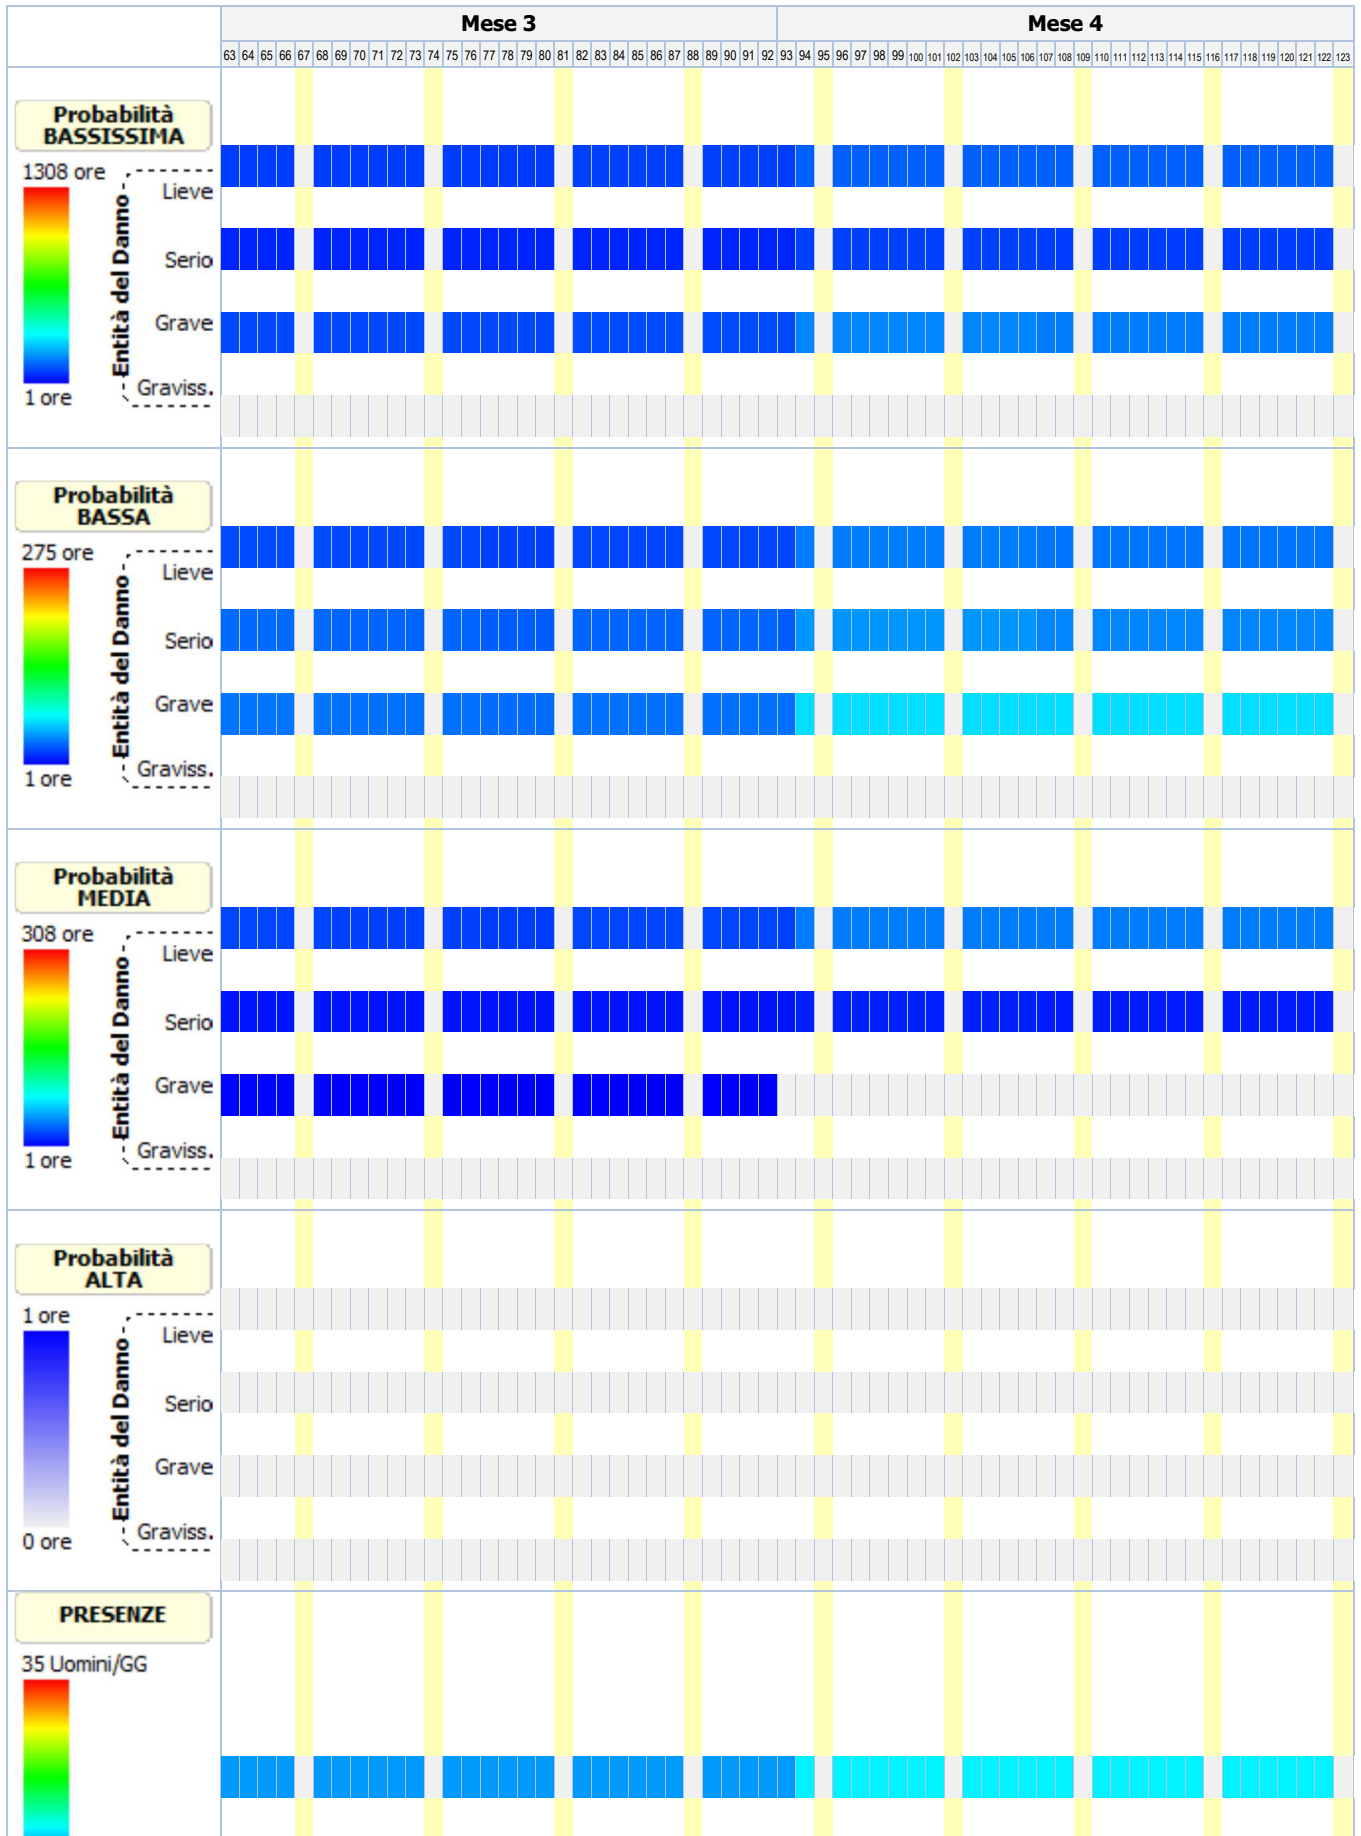 Mese 3 Mese 4
63 64 65 66 67 68 69 70 71 72 73 74 75 76 77 78 79 80 81 82 83 84 85 86 87 88 89 90 91 92 93 94 95 96 97 98 99 100 101 102 103 104 105 106 107 108 109 110 111 112 113 114 115 116 117 118 119 120 121 122 123
Probabilità
BASSISSIMA
1308 ore
Entità del Danno
Lieve
Serio
Grave
Graviss.
1 ore
Probabilità
BASSA
275 ore
Entità del Danno
Lieve
Serio
Grave
Graviss.
1 ore
Probabilità
MEDIA
308 ore
Entità del Danno
Lieve
Serio
Grave
Graviss.
1 ore
Probabilità
ALTA
1 ore
Entità del Danno
Lieve
Serio
Grave
Graviss.
0 ore
PRESENZE
35 Uomini/GG